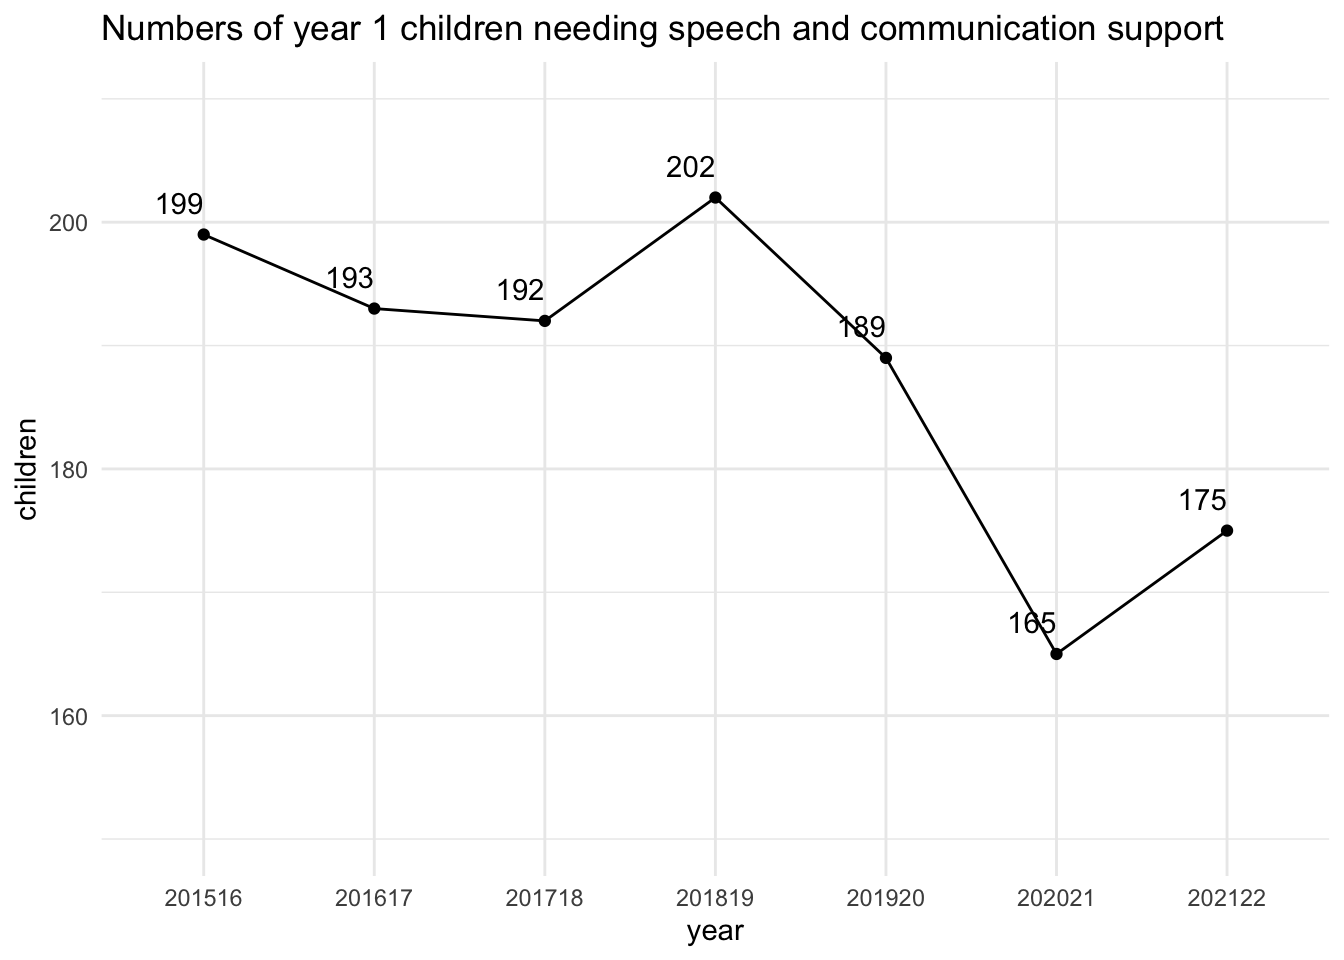 Numbers of year 1 children needing speech and communication support
202
199
200
193
192
189
children
180
175
165
160
201516 201617 201718 201819 201920 202021 202122
year